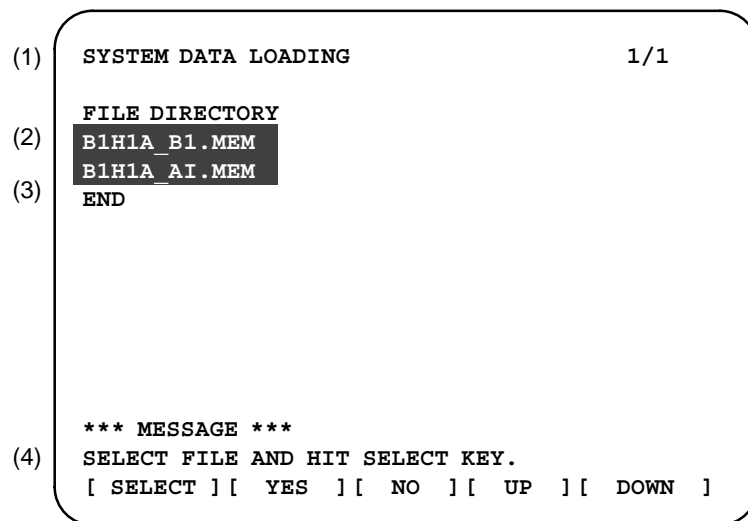 (1) SYSTEM DATA LOADING 1/1
FILE DIRECTORY
(2) B1H1A_B1.MEM
B1H1A_AI.MEM
(3) END
*** MESSAGE ***
(4) SELECT FILE AND HIT SELECT KEY.
[ SELECT ] [ YES ] [ NO ] [ UP ] [ DOWN ]